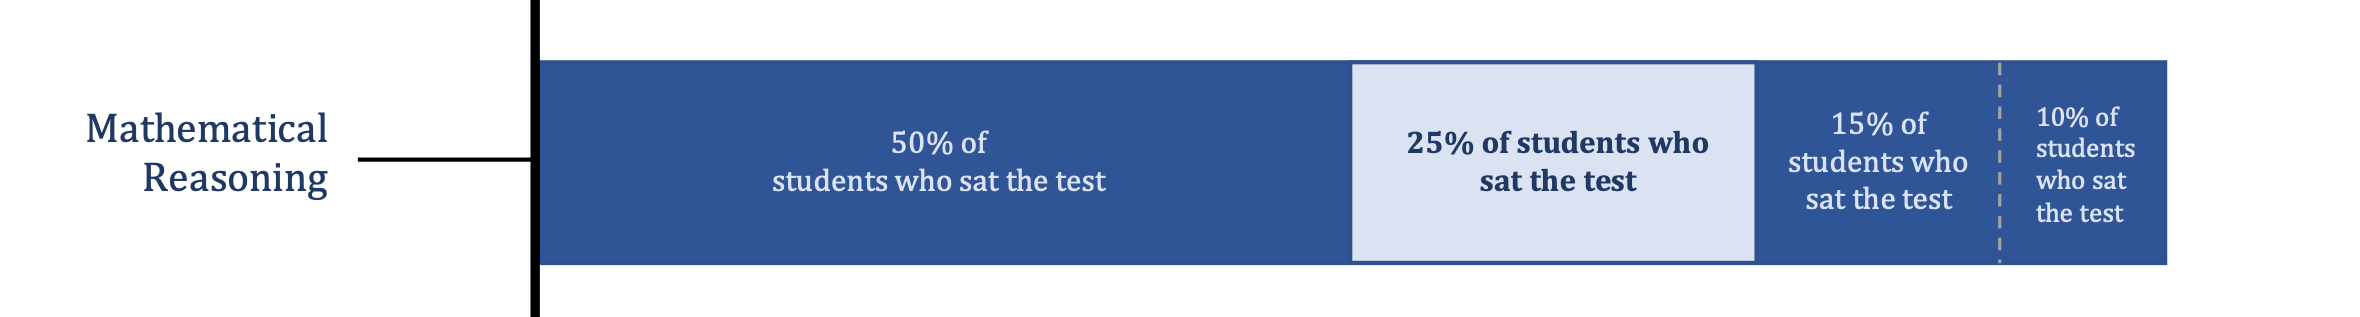 Mathematical
Reasoning
50% of
students who sat the test
25% of students who
sat the test
15% of
students who
sat the test
10% of
students
who sat
the test